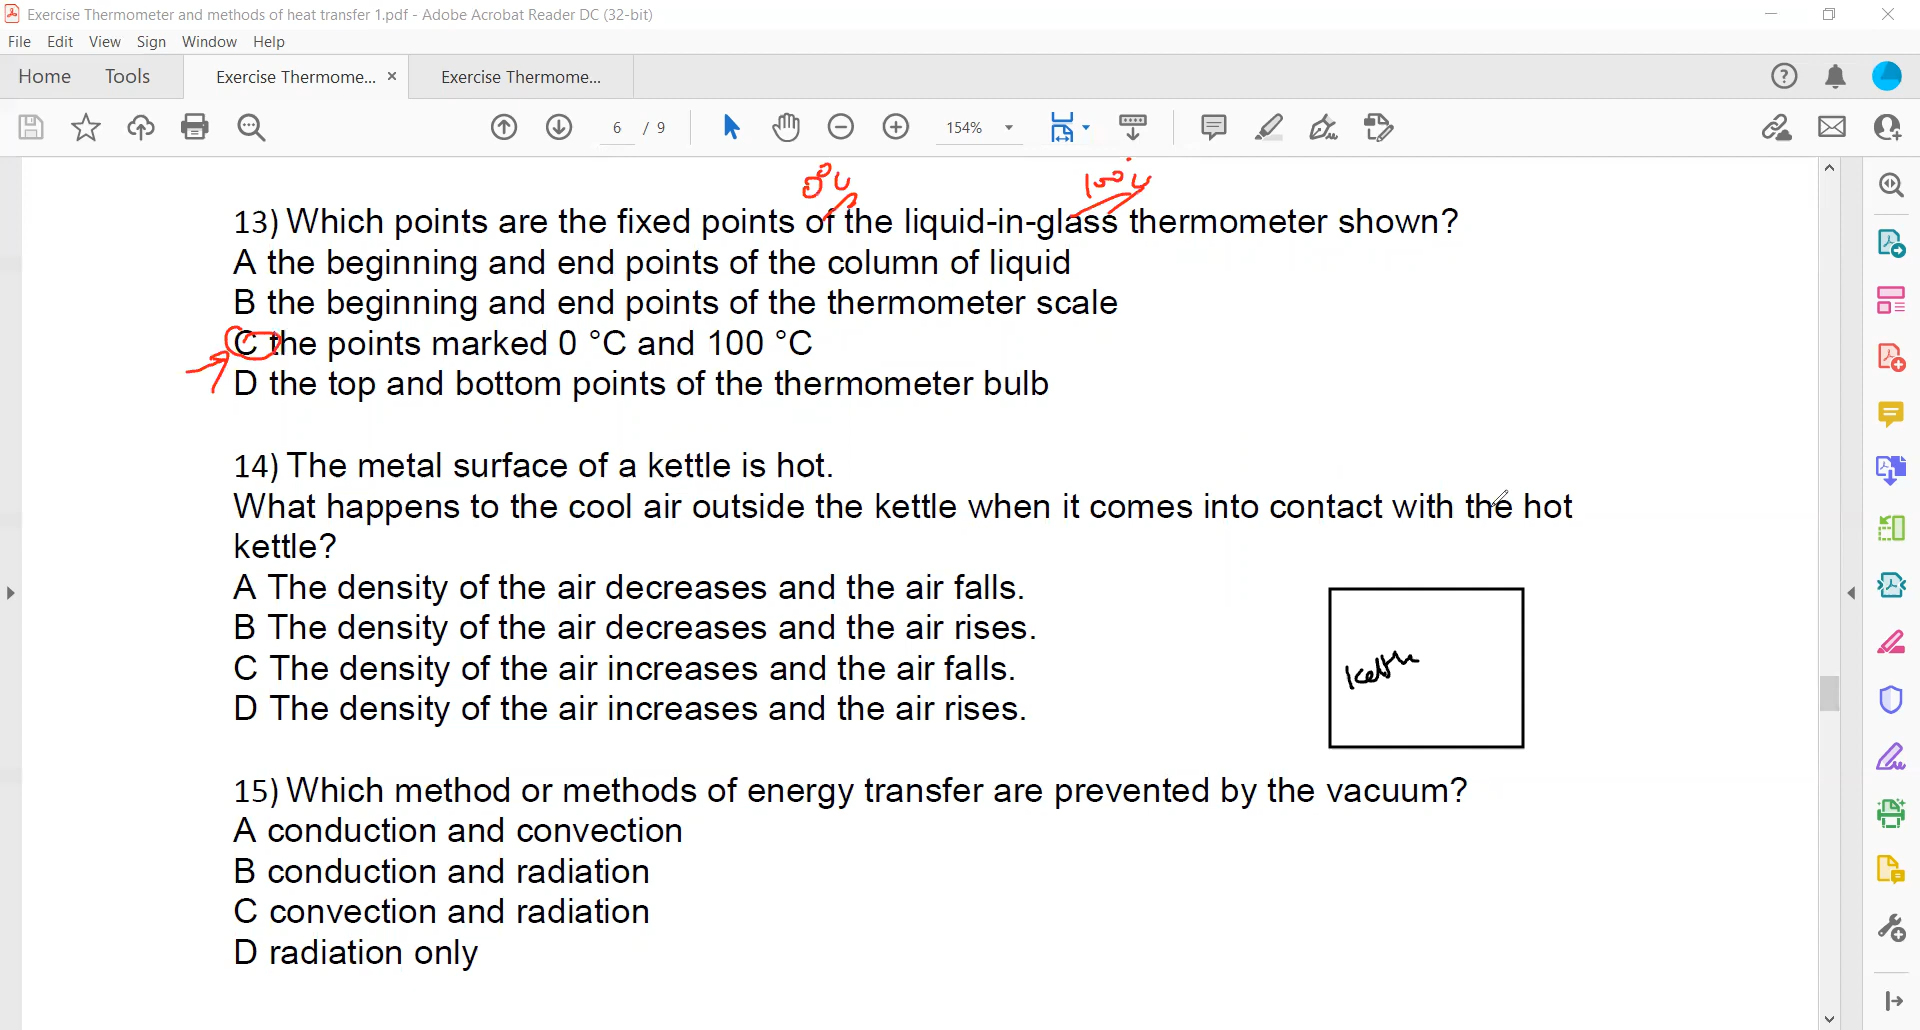 Exercise Thermometer and methods of heat transfer 1.pdf - Adobe Acrobat Reader DC (32-bit)
File Edit View Sign Window Help
Home Tools Exercise Thermome... × Exercise Thermome...
6 / 9 154%
0°C 100°C
13) Which points are the fixed points of the liquid-in-glass thermometer shown?
A the beginning and end points of the column of liquid
B the beginning and end points of the thermometer scale
C the points marked 0 °C and 100 °C
D the top and bottom points of the thermometer bulb
14) The metal surface of a kettle is hot.
What happens to the cool air outside the kettle when it comes into contact with the hot
kettle?
A The density of the air decreases and the air falls.
B The density of the air decreases and the air rises.
C The density of the air increases and the air falls.
D The density of the air increases and the air rises.
Kettle
15) Which method or methods of energy transfer are prevented by the vacuum?
A conduction and convection
B conduction and radiation
C convection and radiation
D radiation only